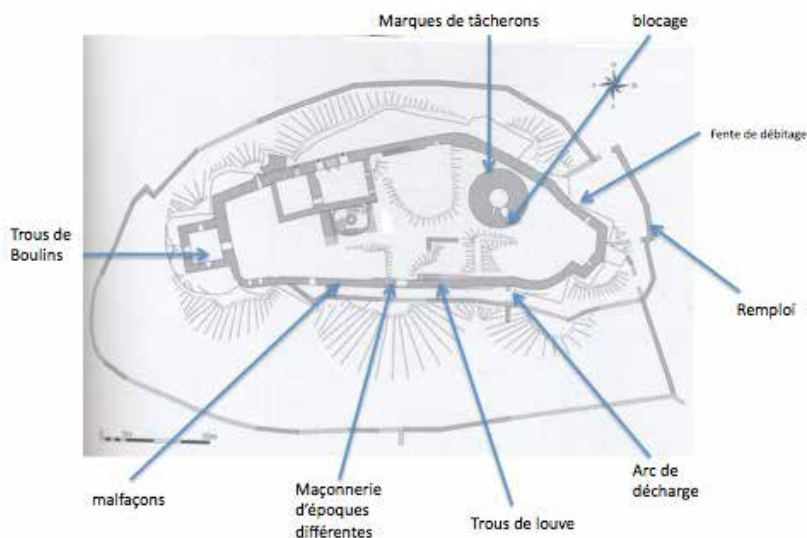 Marques de tâcherons
blocage
Fente de débitage
Trous de
Boulins
Remploi
Arc de
décharge
malfaçons
Maçonnerie
d'époques
différentes
Trous de louve